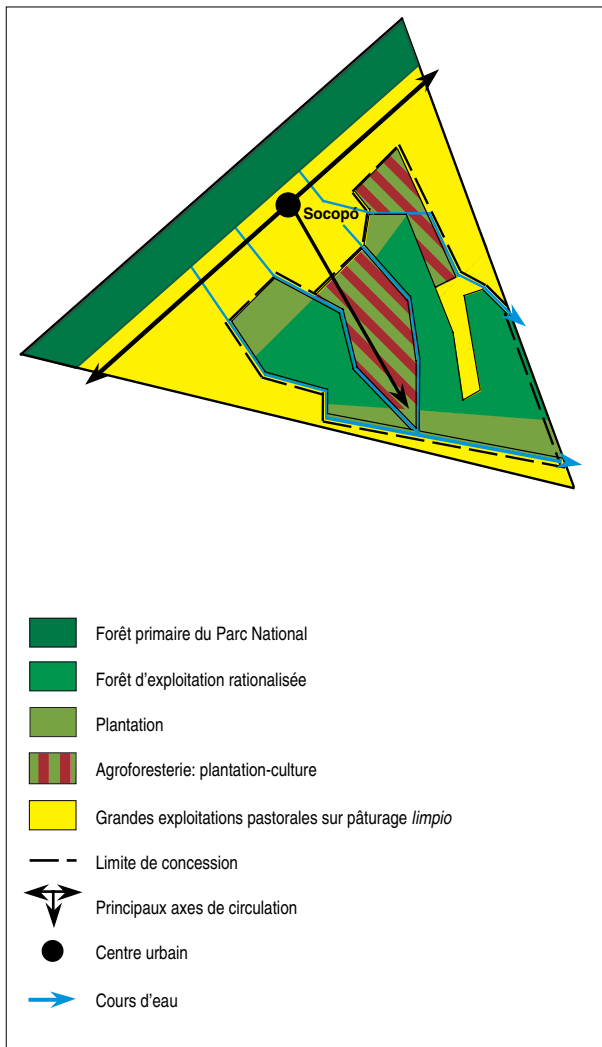 Socopó
Forêt primaire du Parc National
Forêt d'exploitation rationalisée
Plantation
Agroforesterie: plantation-culture
Grandes exploitations pastorales sur pâturage limpio
Limite de concession
Principaux axes de circulation
Centre urbain
Cours d'eau